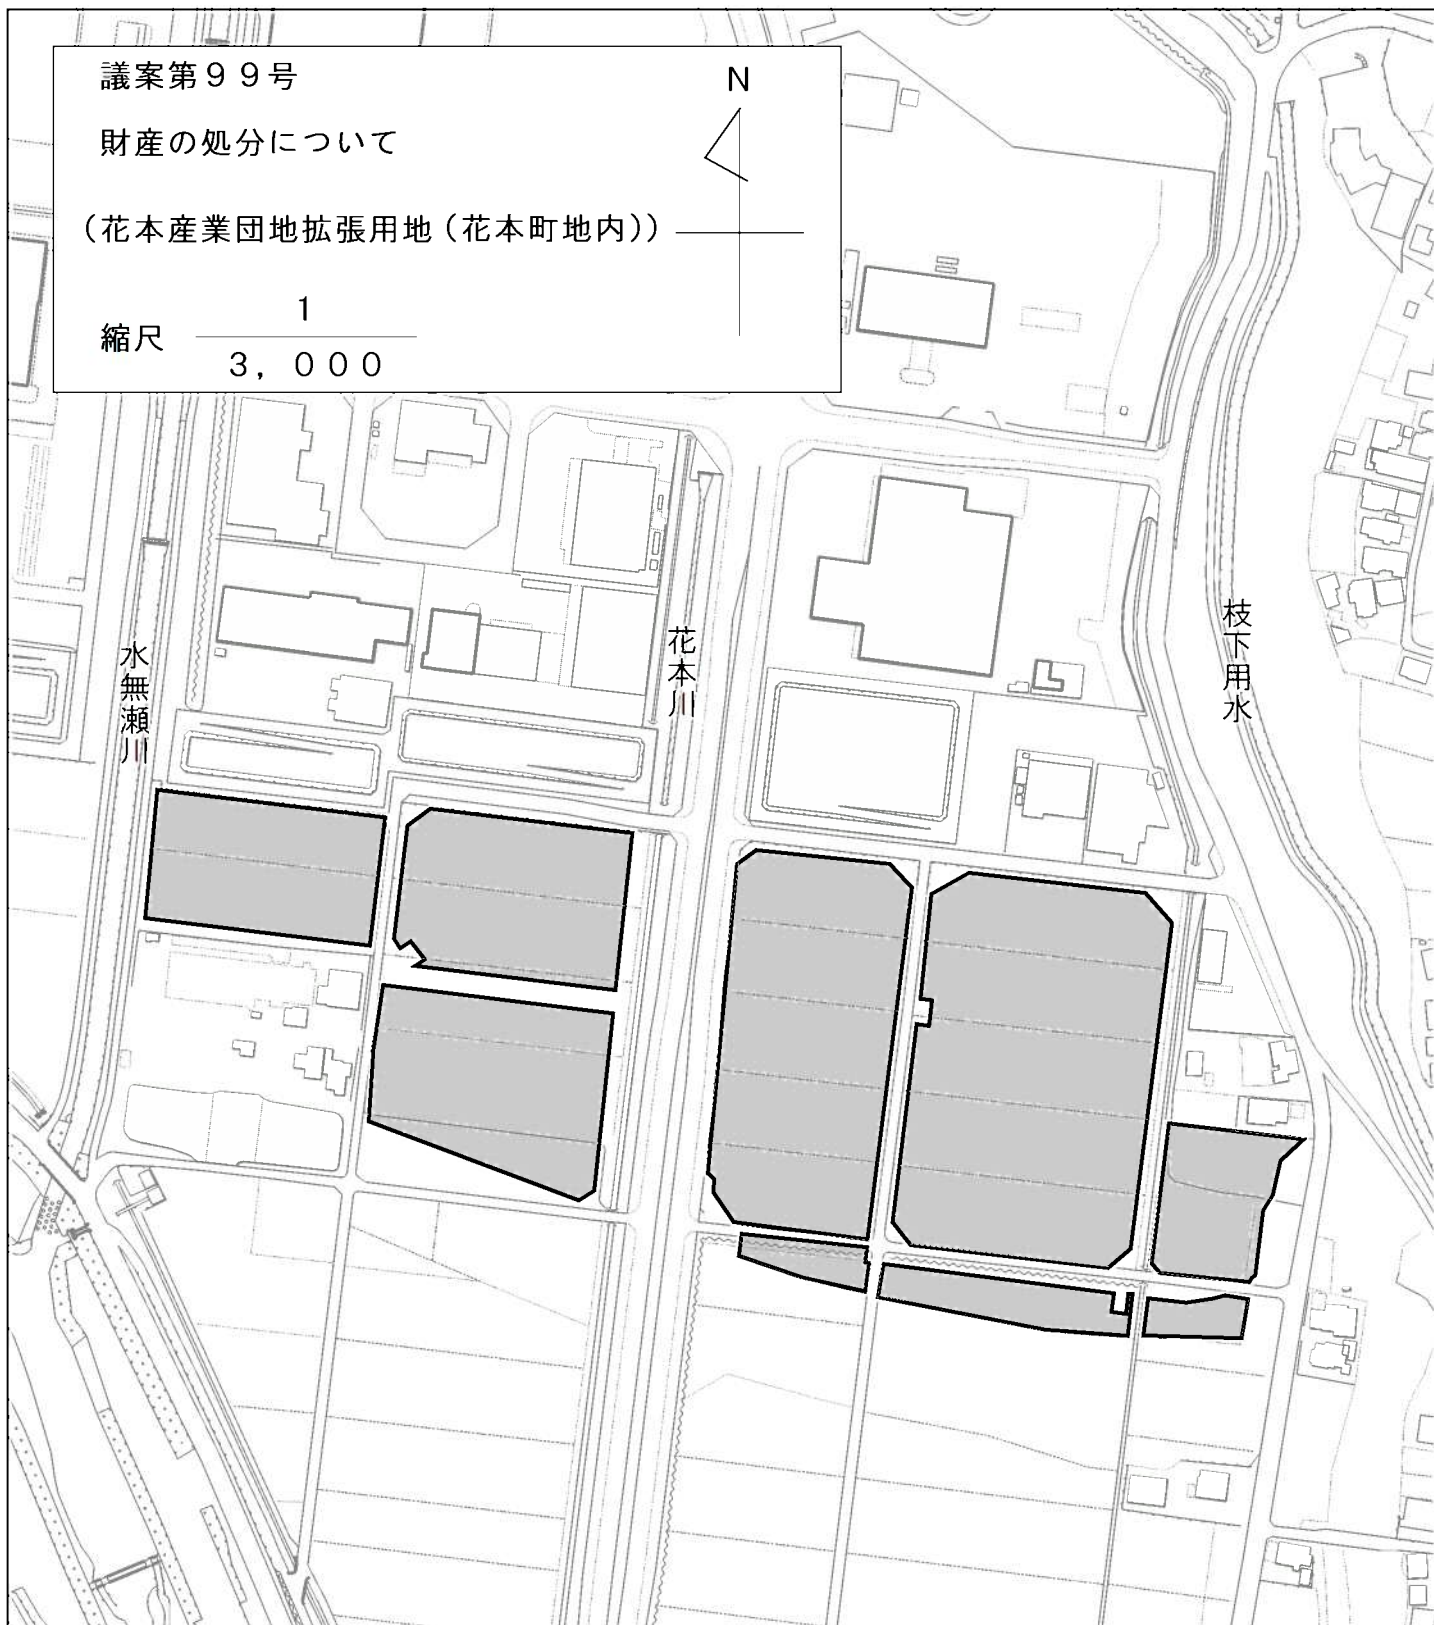 議案第９９号
N
財産の処分について
(花本産業団地拡張用地(花本町地内))
縮尺 1
3, 000
水無瀬川
花本川
枝下用水